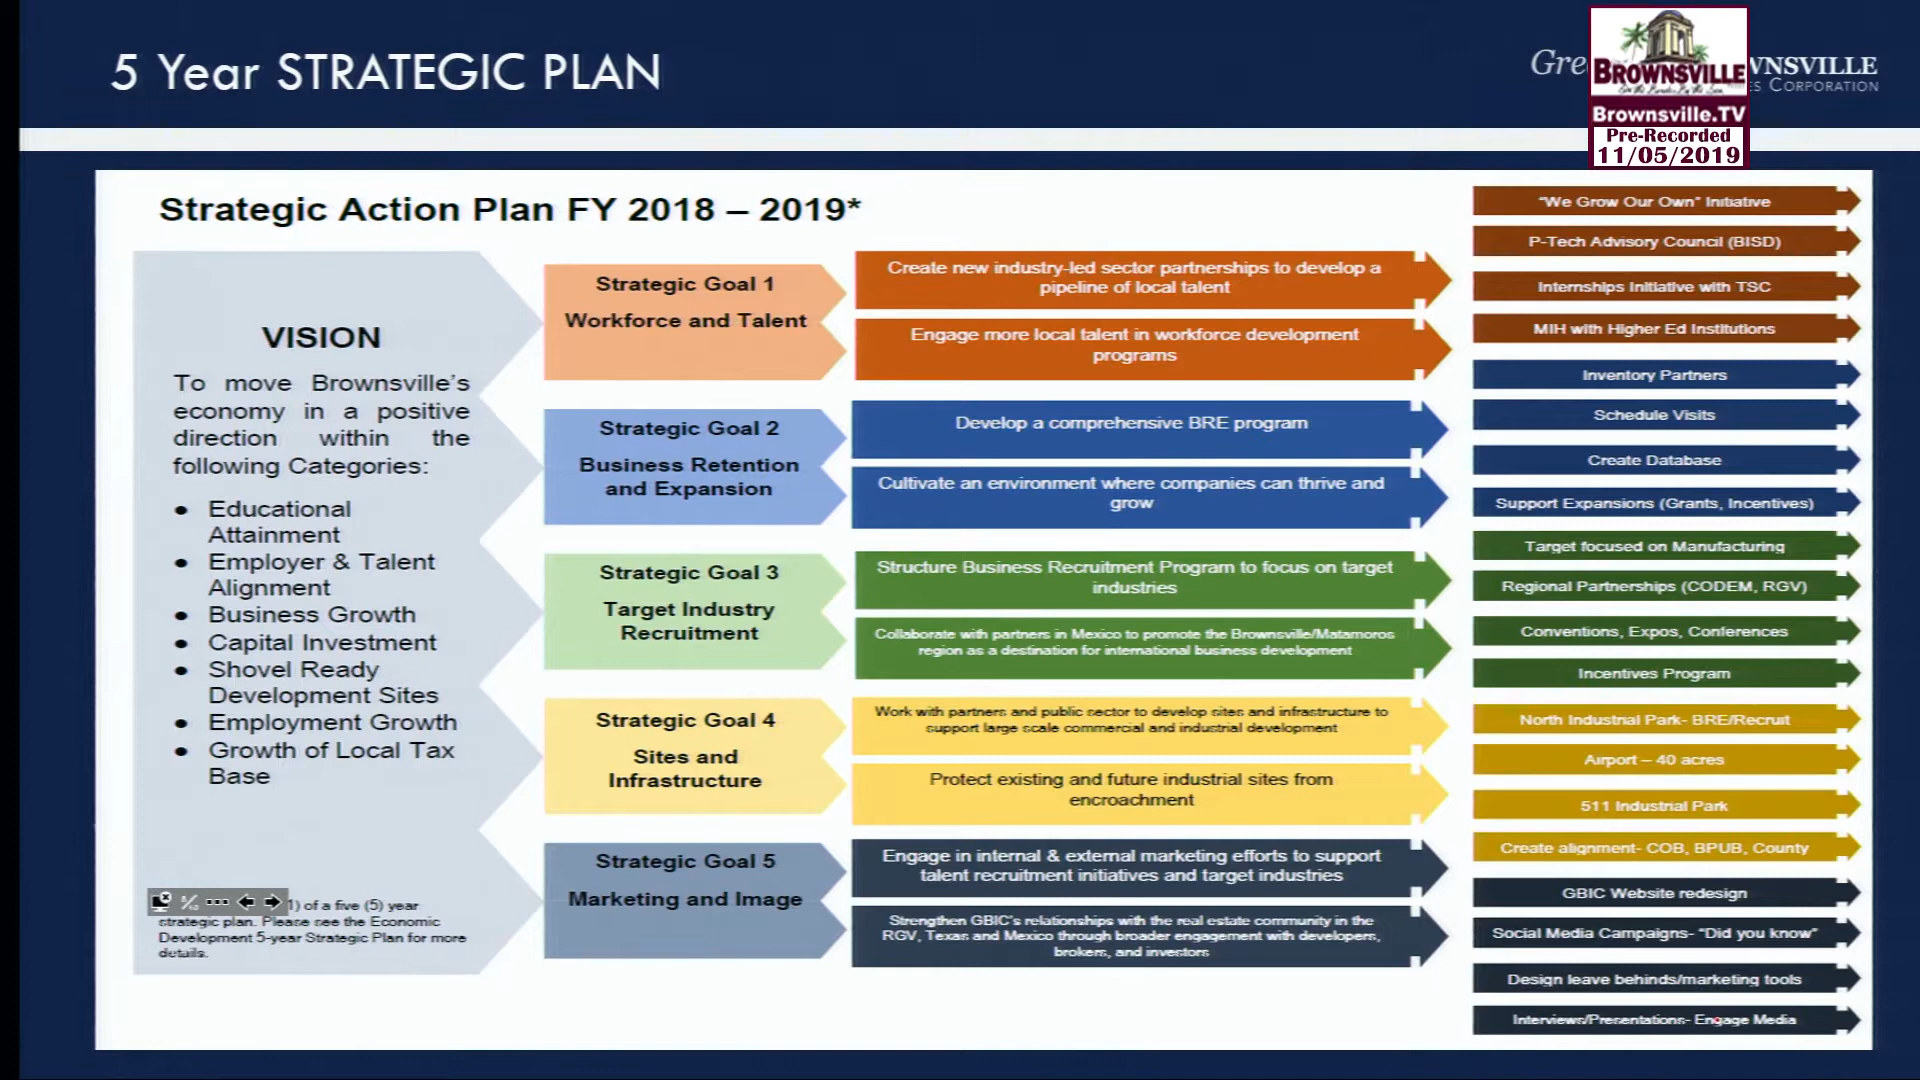 5 Year STRATEGIC PLAN
BROWNSVILLE
Brownsville.TV
Pre-Recorded
11/05/2019
CORPORATION
Strategic Action Plan FY 2018 – 2019*
VISION
To move Brownsville's
economy in a positive
direction within the
following Categories:
• Educational
Attainment
• Employer & Talent
Alignment
• Business Growth
• Capital Investment
• Shovel Ready
Development Sites
• Employment Growth
• Growth of Local Tax
Base
1) of a five (5) year
strategic plan. Please see the Economic
Development 5-year Strategic Plan for more
details.
Strategic Goal 1
Workforce and Talent
Create new industry-led sector partnerships to develop a
pipeline of local talent
Engage more local talent in workforce development
programs
Strategic Goal 2
Business Retention
and Expansion
Develop a comprehensive BRE program
Cultivate an environment where companies can thrive and
grow
Strategic Goal 3
Target Industry
Recruitment
Structure Business Recruitment Program to focus on target
industries
Collaborate with partners in Mexico to promote the Brownsville/Matamoros
region as a destination for international business development
Strategic Goal 4
Sites and
Infrastructure
Work with partners and public sector to develop sites and infrastructure to
support large scale commercial and industrial development
Protect existing and future industrial sites from
encroachment
Strategic Goal 5
Marketing and Image
Engage in internal & external marketing efforts to support
talent recruitment initiatives and target industries
Strengthen GBIC's relationships with the real estate community in the
RGV, Texas and Mexico through broader engagement with developers,
brokers, and investors
"We Grow Our Own" Initiative
P-Tech Advisory Council (BISD)
Internships Initiative with TSC
MIH with Higher Ed Institutions
Inventory Partners
Schedule Visits
Create Database
Support Expansions (Grants, Incentives)
Target focused on Manufacturing
Regional Partnerships (CODEM, RGV)
Conventions, Expos, Conferences
Incentives Program
North Industrial Park- BRE/Recruit
Airport – 40 acres
511 Industrial Park
Create alignment- COB, BPUB, County
GBIC Website redesign
Social Media Campaigns- "Did you know"
Design leave behinds/marketing tools
Interviews/Presentations- Engage Media